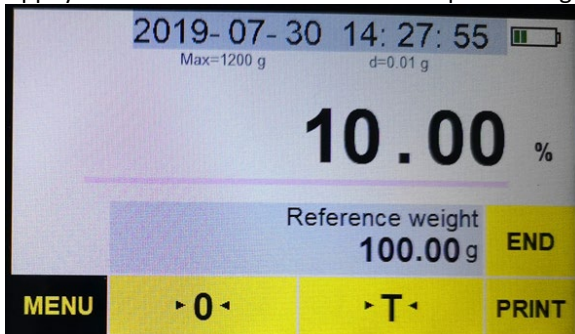 2019-07-30 14:27:55
Max=1200 g d=0.01 g
10.00 %
Reference weight
100.00 g
END
MENU ►0◄ ►T◄ PRINT